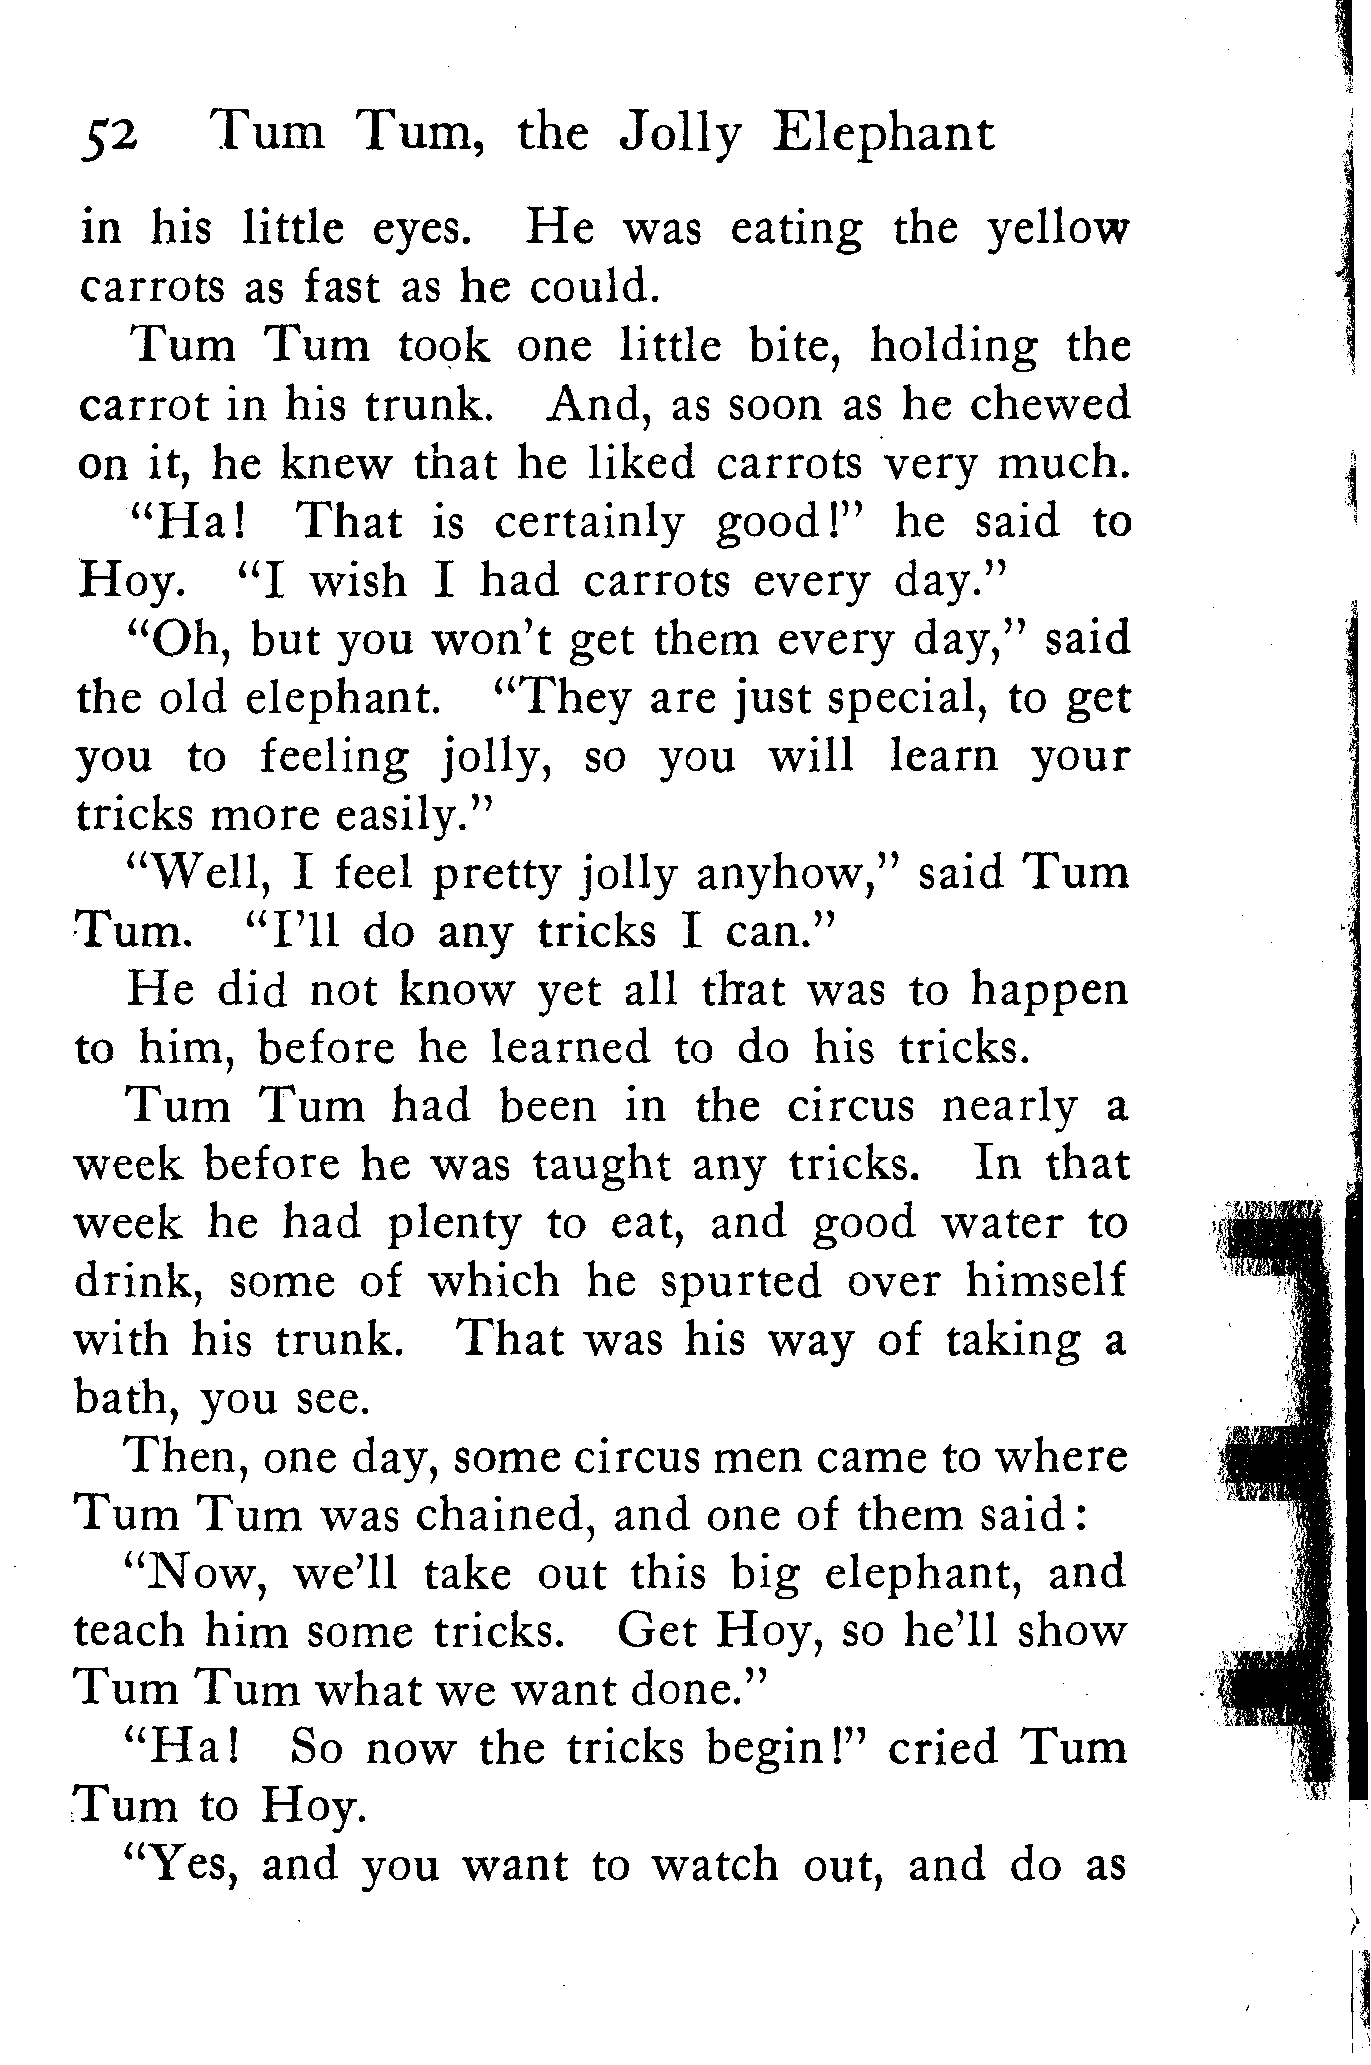 52 Tum Tum, the Jolly Elephant
in his little eyes. He was eating the yellow
carrots as fast as he could.
Tum Tum took one little bite, holding the
carrot in his trunk. And, as soon as he chewed
on it, he knew that he liked carrots very much.
“Ha! That is certainly good!” he said to
Hoy. “I wish I had carrots every day.”
“Oh, but you won’t get them every day,” said
the old elephant. “They are just special, to get
you to feeling jolly, so you will learn your
tricks more easily.”
“Well, I feel pretty jolly anyhow,” said Tum
Tum. “I’ll do any tricks I can.”
He did not know yet all that was to happen
to him, before he learned to do his tricks.
Tum Tum had been in the circus nearly a
week before he was taught any tricks. In that
week he had plenty to eat, and good water to
drink, some of which he spurted over himself
with his trunk. That was his way of taking a
bath, you see.
Then, one day, some circus men came to where
Tum Tum was chained, and one of them said:
“Now, we’ll take out this big elephant, and
teach him some tricks. Get Hoy, so he’ll show
Tum Tum what we want done.”
“Ha! So now the tricks begin!” cried Tum
Tum to Hoy.
“Yes, and you want to watch out, and do as